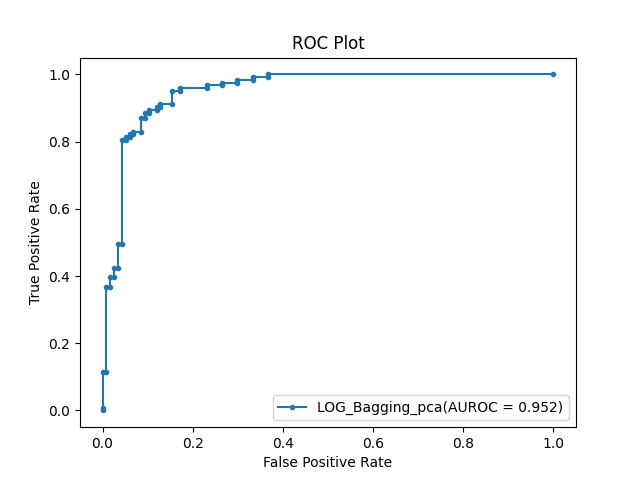 ROC Plot
1.0
0.8
0.6
0.4
0.2
0.0
True Positive Rate
LOG_Bagging_pca(AUROC = 0.952)
0.0 0.2 0.4 0.6 0.8 1.0
False Positive Rate